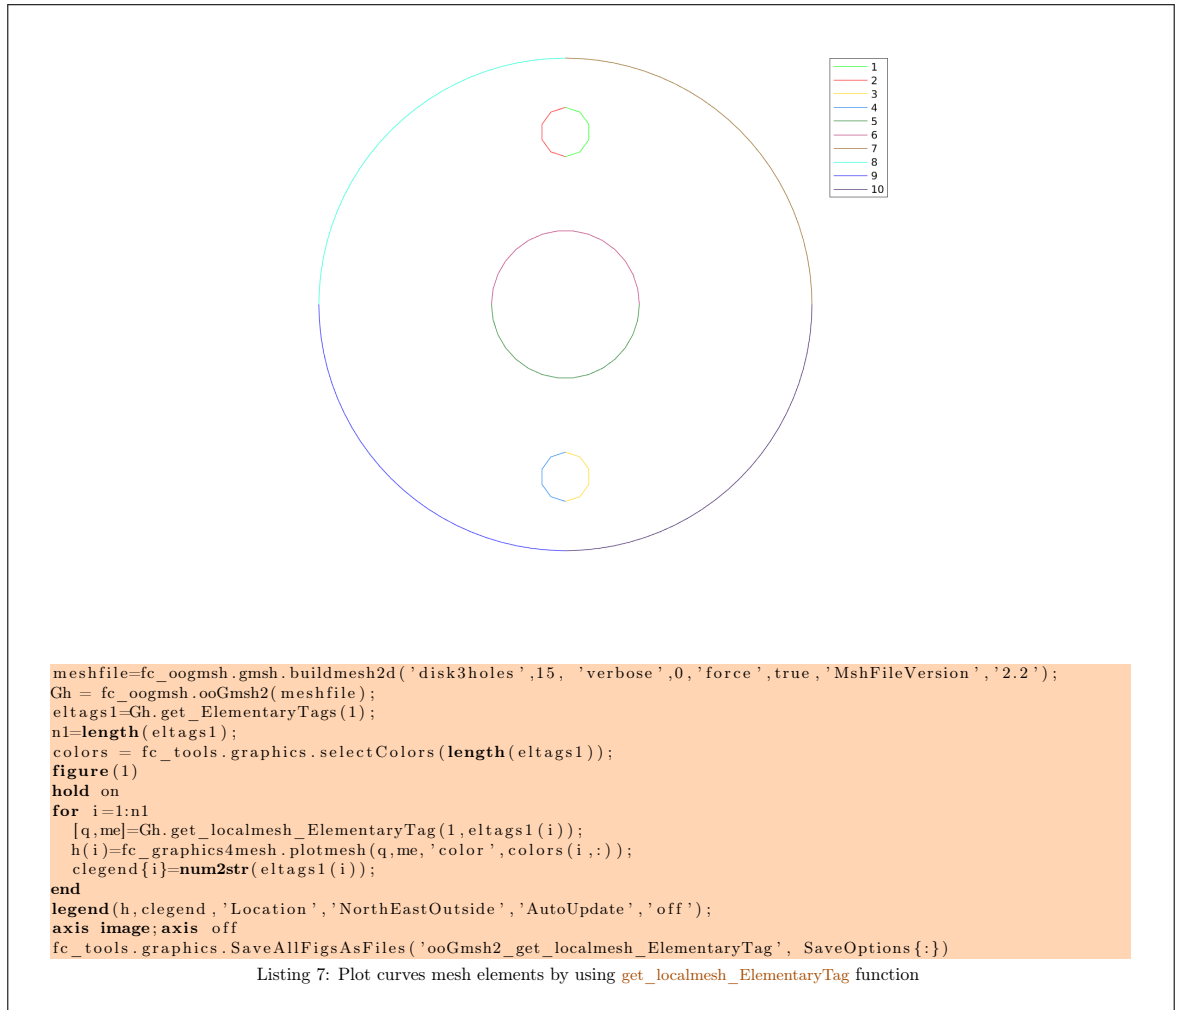 1
2
3
4
5
6
7
8
9
10
meshfile=fc_oogmsh.gmsh.buildmesh2d('disk3holes',15, 'verbose',0,'force',true,'MshFileVersion','2.2');
Gh = fc_oogmsh.ooGmsh2(meshfile);
eltags1=Gh.get_ElementaryTags(1);
n1=length(eltags1);
colors = fc_tools.graphics.selectColors(length(eltags1));
figure(1)
hold on
for i=1:n1
[q,me]=Gh.get_localmesh_ElementaryTag(1,eltags1(i));
h(i)=fc_graphics4mesh.plotmesh(q,me,'color',colors(i,:));
clegend{i}=num2str(eltags1(i));
end
legend(h,clegend,'Location','NorthEastOutside','AutoUpdate','off');
axis image;axis off
fc_tools.graphics.SaveAllFigsAsFiles('ooGmsh2_get_localmesh_ElementaryTag', SaveOptions{:})
Listing 7: Plot curves mesh elements by using get_localmesh_ElementaryTag function